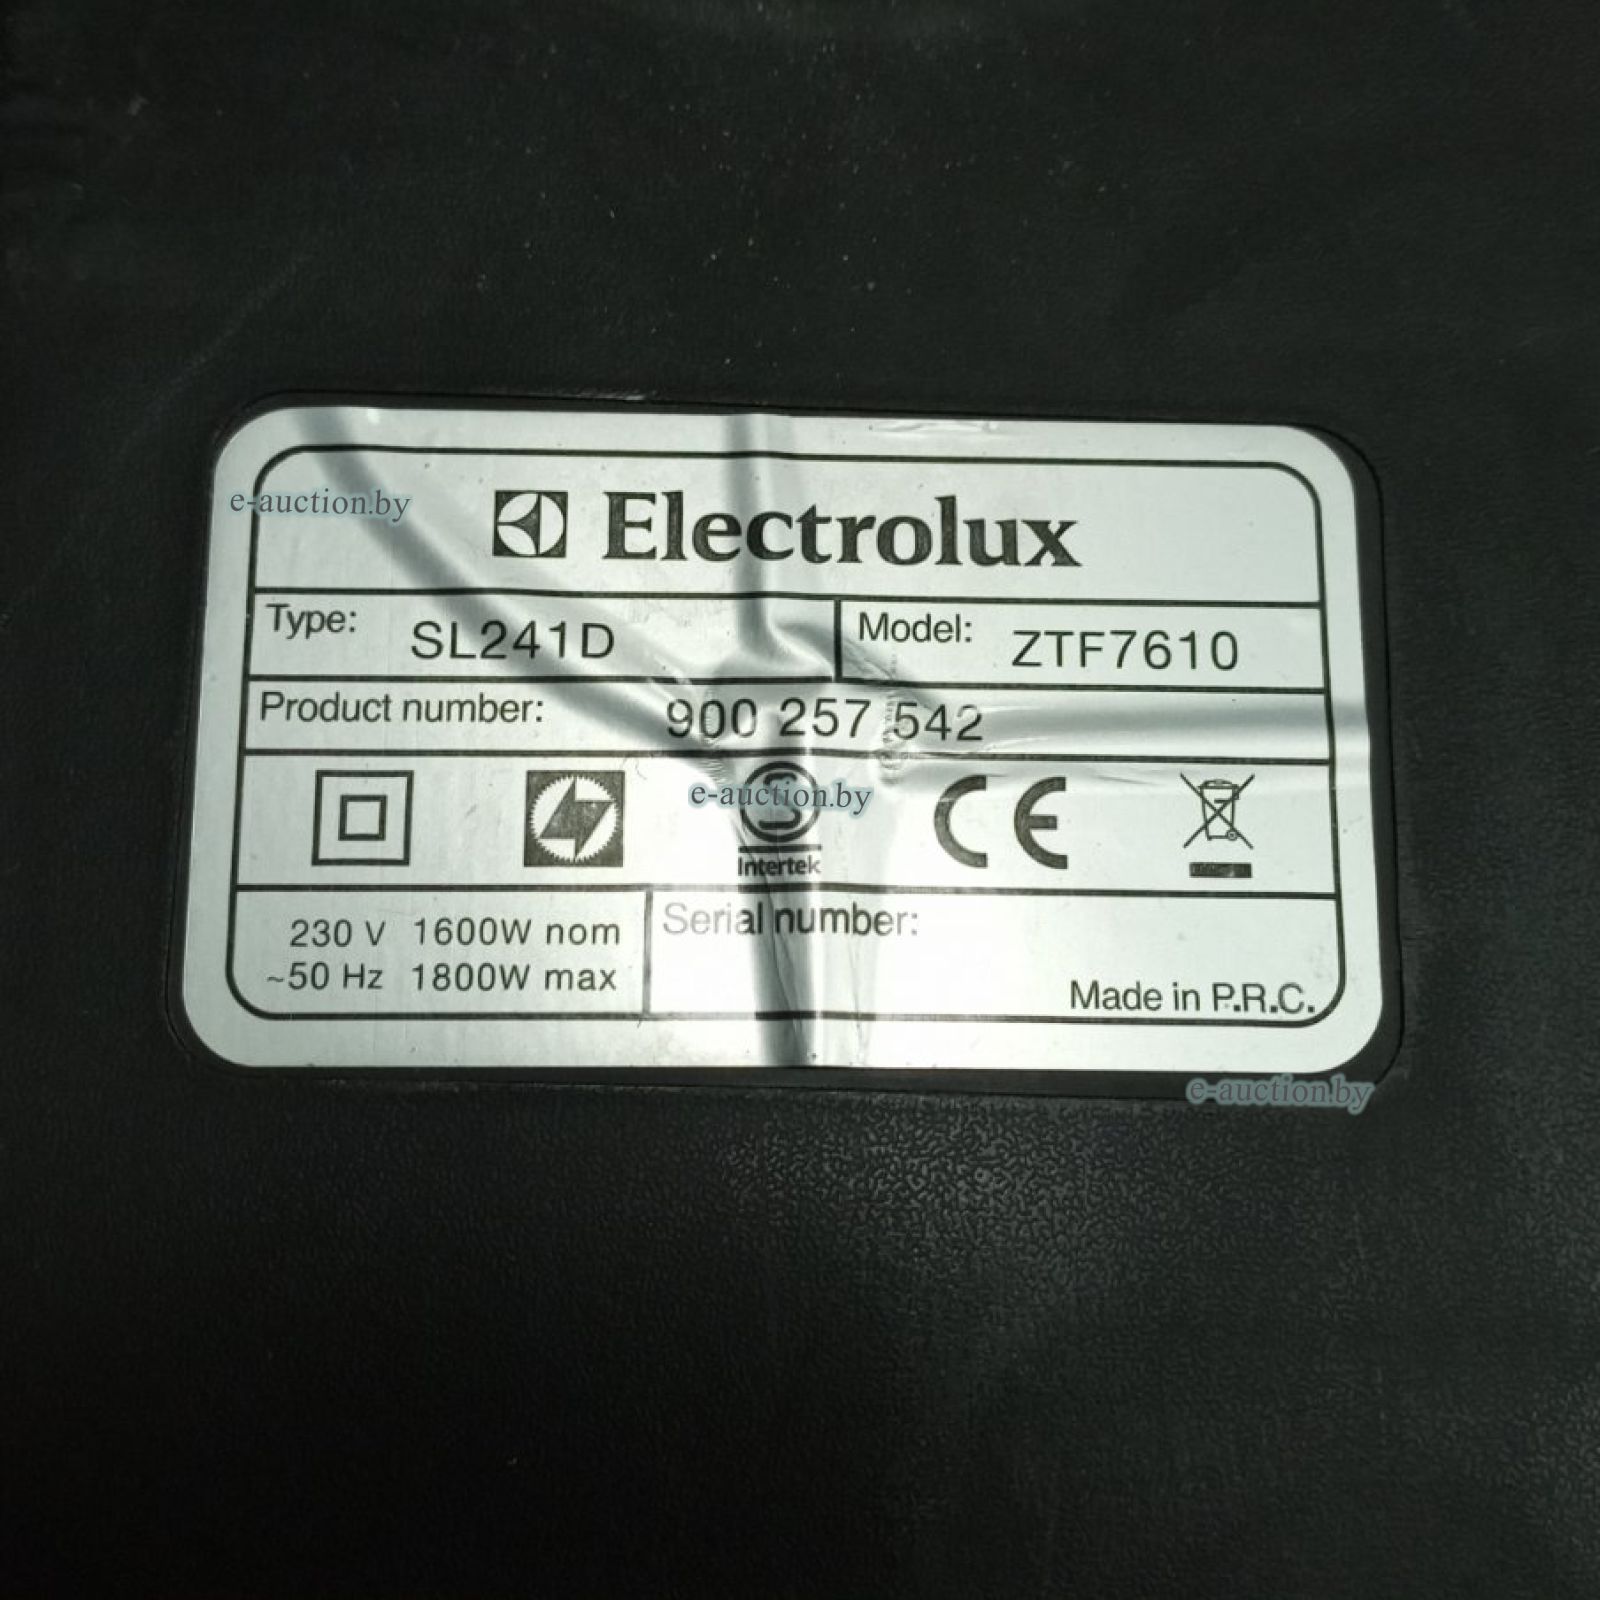 Electrolux
Type: SL241D
Model: ZTF7610
Product number: 900 257 542
S
Intertek
CE
230 V 1600W nom
~50 Hz 1800W max
Serial number:
Made in P.R.C.
e-auction.by
e-auction.by
e-auction.by